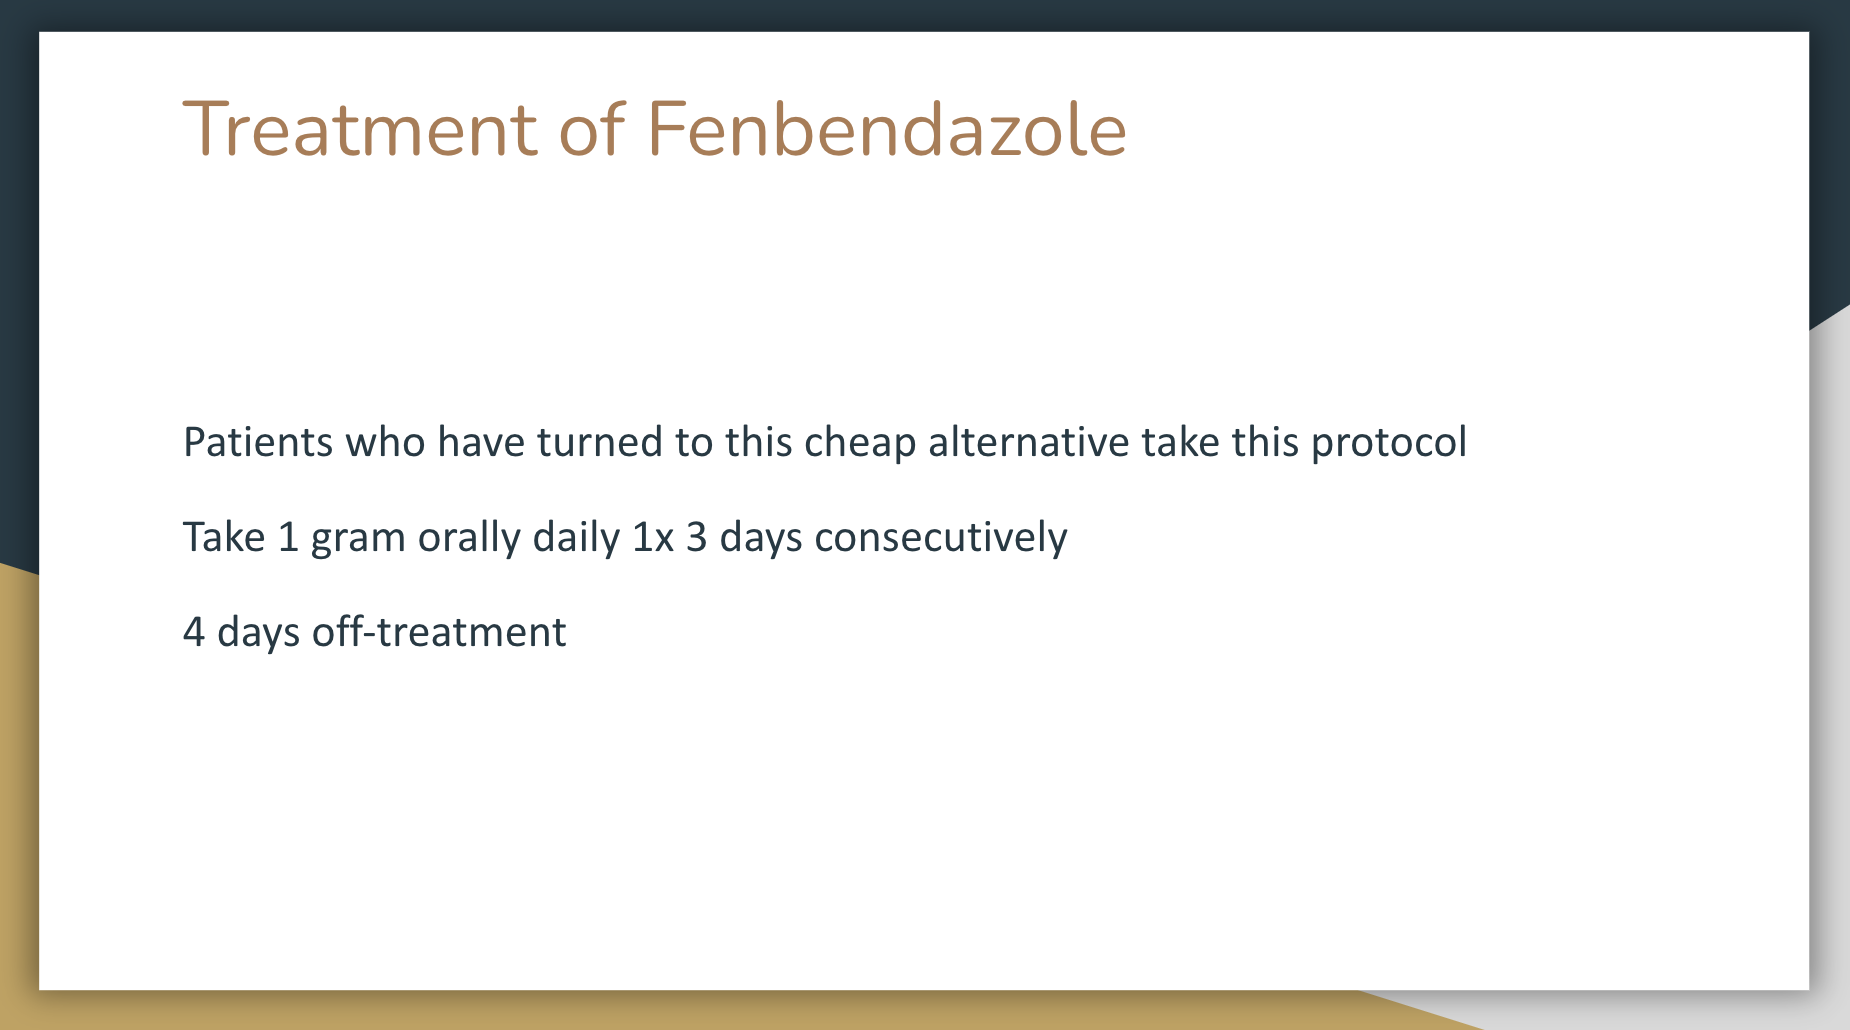 Treatment of Fenbendazole
Patients who have turned to this cheap alternative take this protocol
Take 1 gram orally daily 1x 3 days consecutively
4 days off-treatment